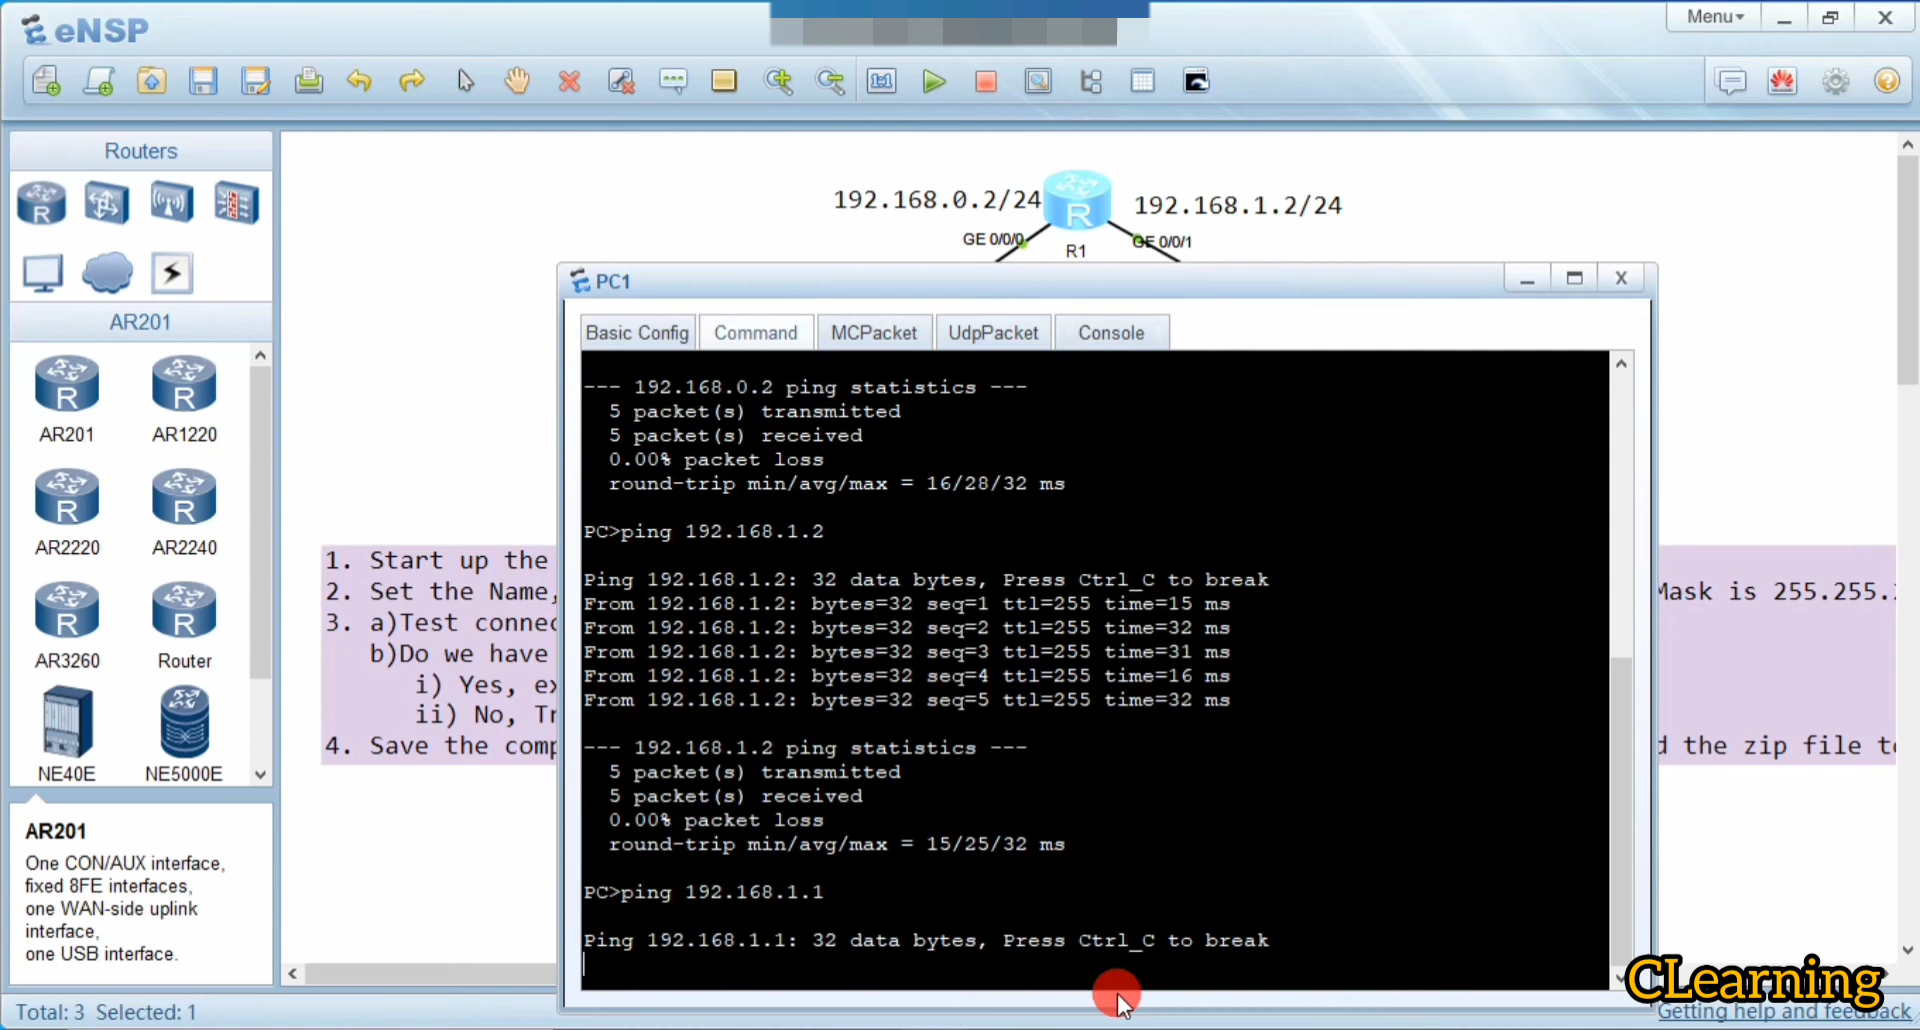 eNSP
Menu
Routers
AR201
AR201
AR1220
AR2220
AR2240
AR3260
Router
NE40E
NE5000E
AR201
One CON/AUX interface,
fixed 8FE interfaces,
one WAN-side uplink
interface,
one USB interface.
Total: 3 Selected: 1
192.168.0.2/24
192.168.1.2/24
R
GE 0/0/0
GE 0/0/1
R1
1. Start up the
2. Set the Name,
Mask is 255.255.
3. a)Test connec
b)Do we have
i) Yes, ex
ii) No, Tr
4. Save the comp
d the zip file to
PC1
Basic Config
Command
MCPacket
UdpPacket
Console
--- 192.168.0.2 ping statistics ---
5 packet(s) transmitted
5 packet(s) received
0.00% packet loss
round-trip min/avg/max = 16/28/32 ms
PC>ping 192.168.1.2
Ping 192.168.1.2: 32 data bytes, Press Ctrl_C to break
From 192.168.1.2: bytes=32 seq=1 ttl=255 time=15 ms
From 192.168.1.2: bytes=32 seq=2 ttl=255 time=32 ms
From 192.168.1.2: bytes=32 seq=3 ttl=255 time=31 ms
From 192.168.1.2: bytes=32 seq=4 ttl=255 time=16 ms
From 192.168.1.2: bytes=32 seq=5 ttl=255 time=32 ms
--- 192.168.1.2 ping statistics ---
5 packet(s) transmitted
5 packet(s) received
0.00% packet loss
round-trip min/avg/max = 15/25/32 ms
PC>ping 192.168.1.1
Ping 192.168.1.1: 32 data bytes, Press Ctrl_C to break
CLearning
Getting help and feedback